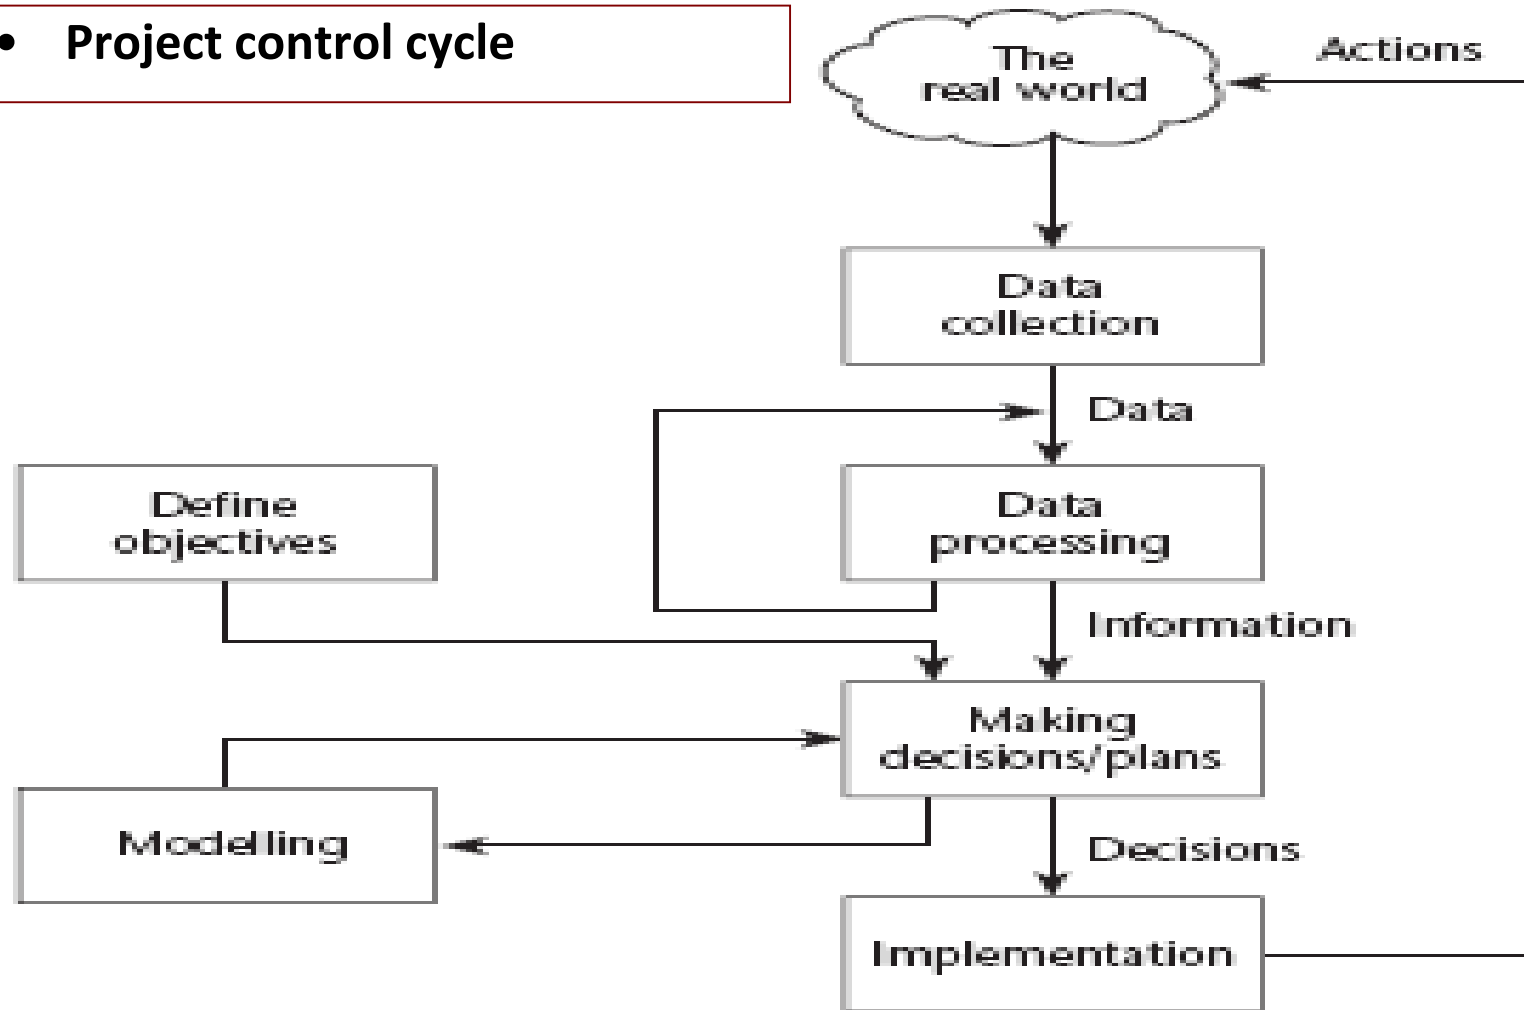 • Project control cycle
The
real world
Actions
Data
collection
Data
Define
objectives
Data
processing
Information
Making
decisions/plans
Modelling
Decisions
Implementation